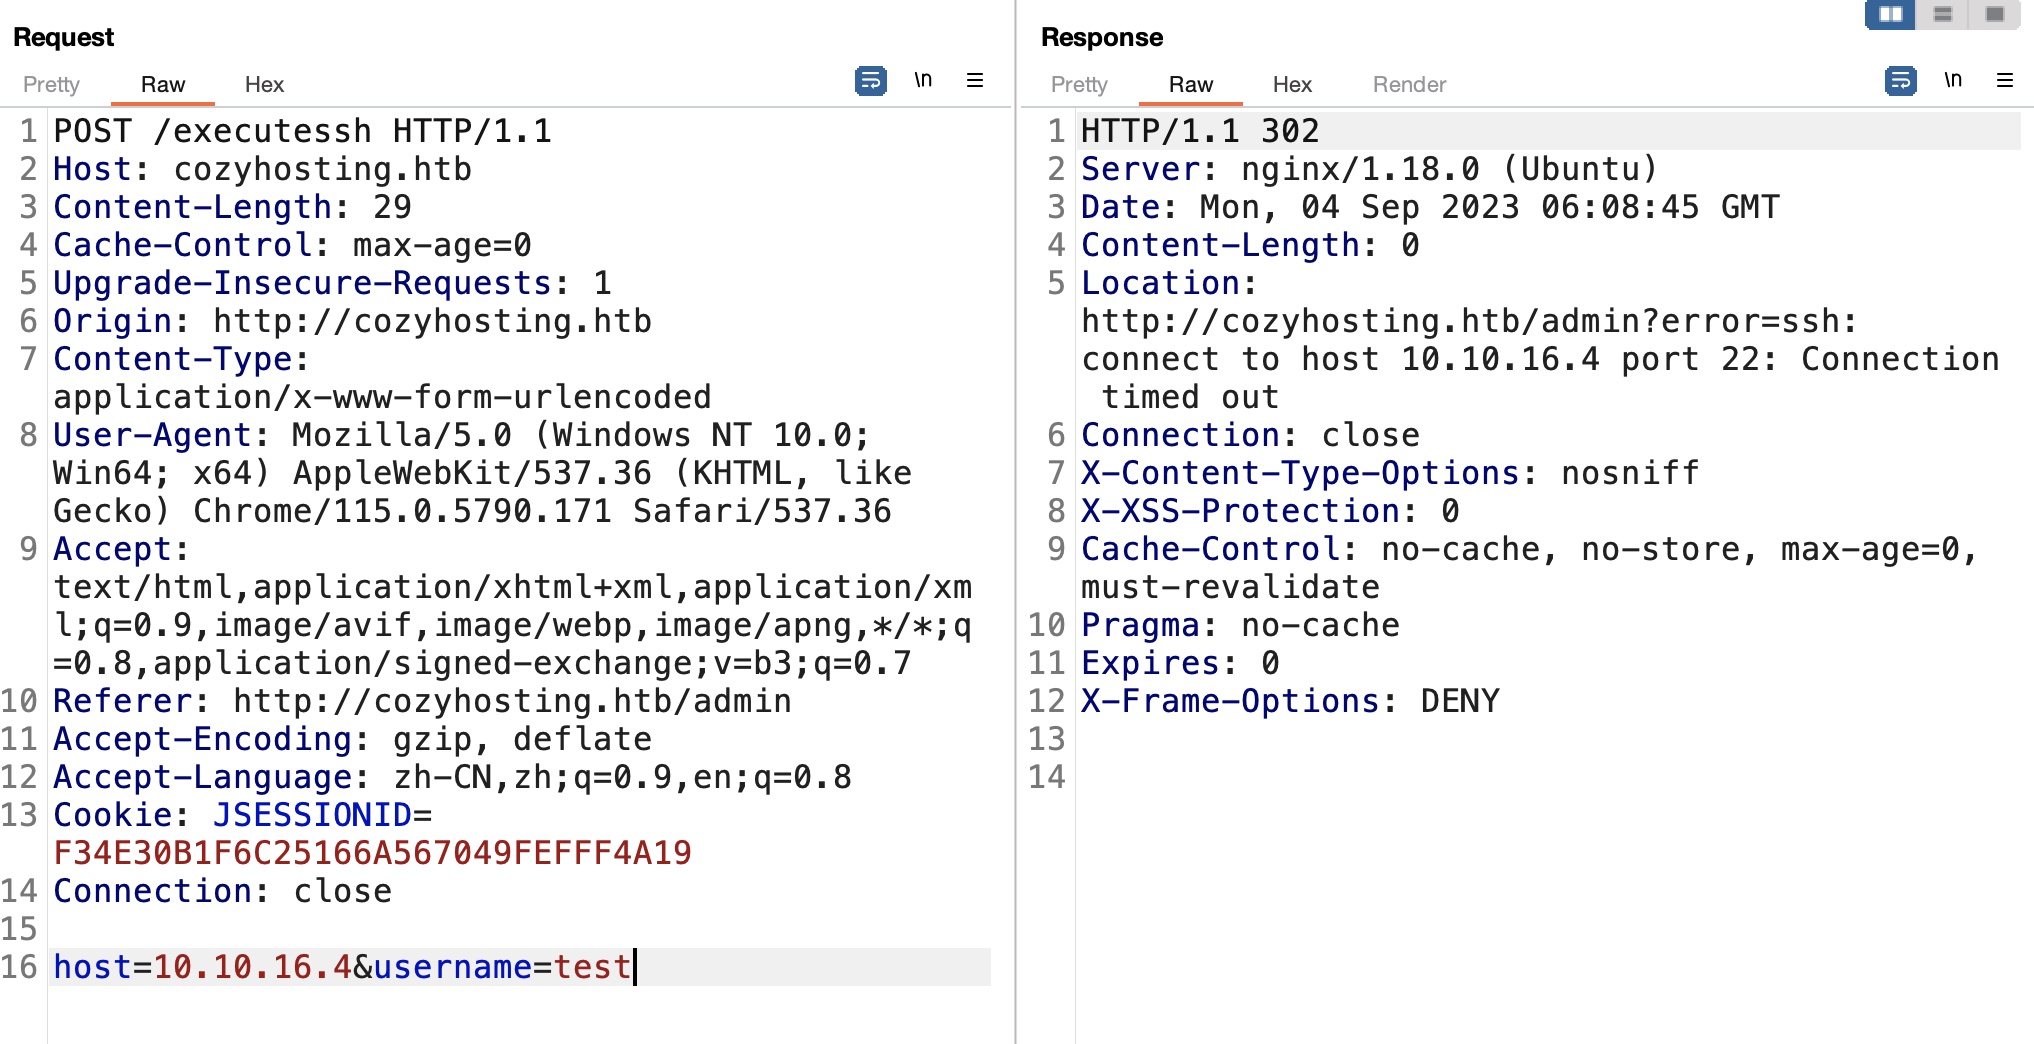 Request
Pretty Raw Hex
\n
1 POST /executessh HTTP/1.1
2 Host: cozyhosting.htb
3 Content-Length: 29
4 Cache-Control: max-age=0
5 Upgrade-Insecure-Requests: 1
6 Origin: http://cozyhosting.htb
7 Content-Type:
application/x-www-form-urlencoded
8 User-Agent: Mozilla/5.0 (Windows NT 10.0;
Win64; x64) AppleWebKit/537.36 (KHTML, like
Gecko) Chrome/115.0.5790.171 Safari/537.36
9 Accept:
text/html,application/xhtml+xml,application/xm
l;q=0.9,image/avif,image/webp,image/apng,*/*;q
=0.8,application/signed-exchange;v=b3;q=0.7
10 Referer: http://cozyhosting.htb/admin
11 Accept-Encoding: gzip, deflate
12 Accept-Language: zh-CN,zh;q=0.9,en;q=0.8
13 Cookie: JSESSIONID=
F34E30B1F6C25166A567049FEFFF4A19
14 Connection: close
15
16 host=10.10.16.4&username=test
Response
Pretty Raw Hex Render
\n
1 HTTP/1.1 302
2 Server: nginx/1.18.0 (Ubuntu)
3 Date: Mon, 04 Sep 2023 06:08:45 GMT
4 Content-Length: 0
5 Location:
http://cozyhosting.htb/admin?error=ssh:
connect to host 10.10.16.4 port 22: Connection
timed out
6 Connection: close
7 X-Content-Type-Options: nosniff
8 X-XSS-Protection: 0
9 Cache-Control: no-cache, no-store, max-age=0,
must-revalidate
10 Pragma: no-cache
11 Expires: 0
12 X-Frame-Options: DENY
13
14